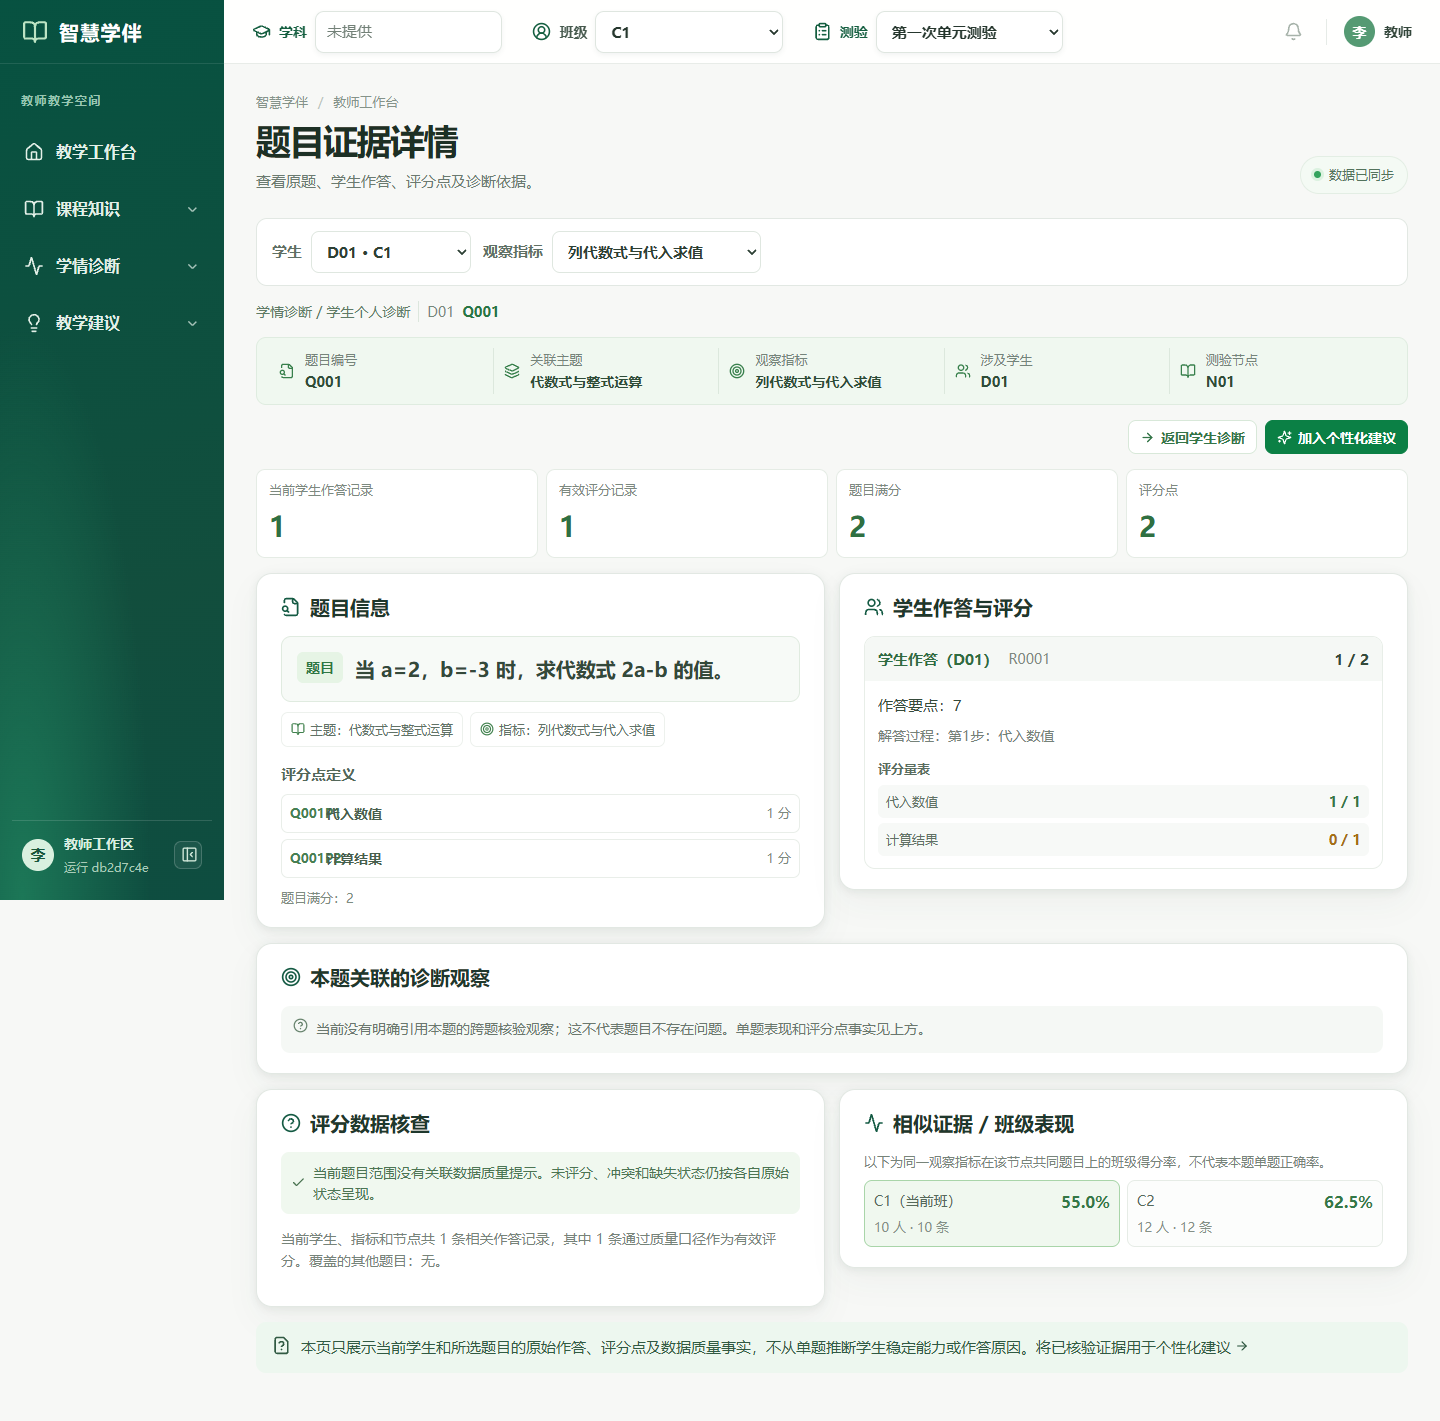 智慧学伴
学科 未提供 班级 C1 测验 第一次单元测验 李 教师
教师教学空间
教学工作台
课程知识
学情诊断
教学建议
李 教师工作区
运行 db2d7c4e
智慧学伴 / 教师工作台
题目证据详情
查看原题、学生作答、评分点及诊断依据。
数据已同步
学生 D01 · C1 观察指标 列代数式与代入求值
学情诊断 / 学生个人诊断 D01 Q001
题目编号
Q001
关联主题
代数式与整式运算
观察指标
列代数式与代入求值
涉及学生
D01
测验节点
N01
返回学生诊断
加入个性化建议
当前学生作答记录
1
有效评分记录
1
题目满分
2
评分点
2
题目信息
题目 当 a=2，b=-3 时，求代数式 2a-b 的值。
主题：代数式与整式运算 指标：列代数式与代入求值
评分点定义
Q001P1 代入数值 1 分
Q001P2 计算结果 1 分
题目满分：2
学生作答与评分
学生作答（D01） R0001 1 / 2
作答要点：7
解答过程：第1步：代入数值
评分量表
代入数值 1 / 1
计算结果 0 / 1
本题关联的诊断观察
当前没有明确引用本题的跨题核验观察；这不代表题目不存在问题。单题表现和评分点事实见上方。
评分数据核查
当前题目范围没有关联数据质量提示。未评分、冲突和缺失状态仍按各自原始
状态呈现。
当前学生、指标和节点共 1 条相关作答记录，其中 1 条通过质量口径作为有效评
分。覆盖的其他题目：无。
相似证据 / 班级表现
以下为同一观察指标在该节点共同题目上的班级得分率，不代表本题单题正确率。
C1（当前班） 55.0%
10 人 · 10 条
C2 62.5%
12 人 · 12 条
本页只展示当前学生和所选题目的原始作答、评分点及数据质量事实，不从单题推断学生稳定能力或作答原因。将已核验证据用于个性化建议 →